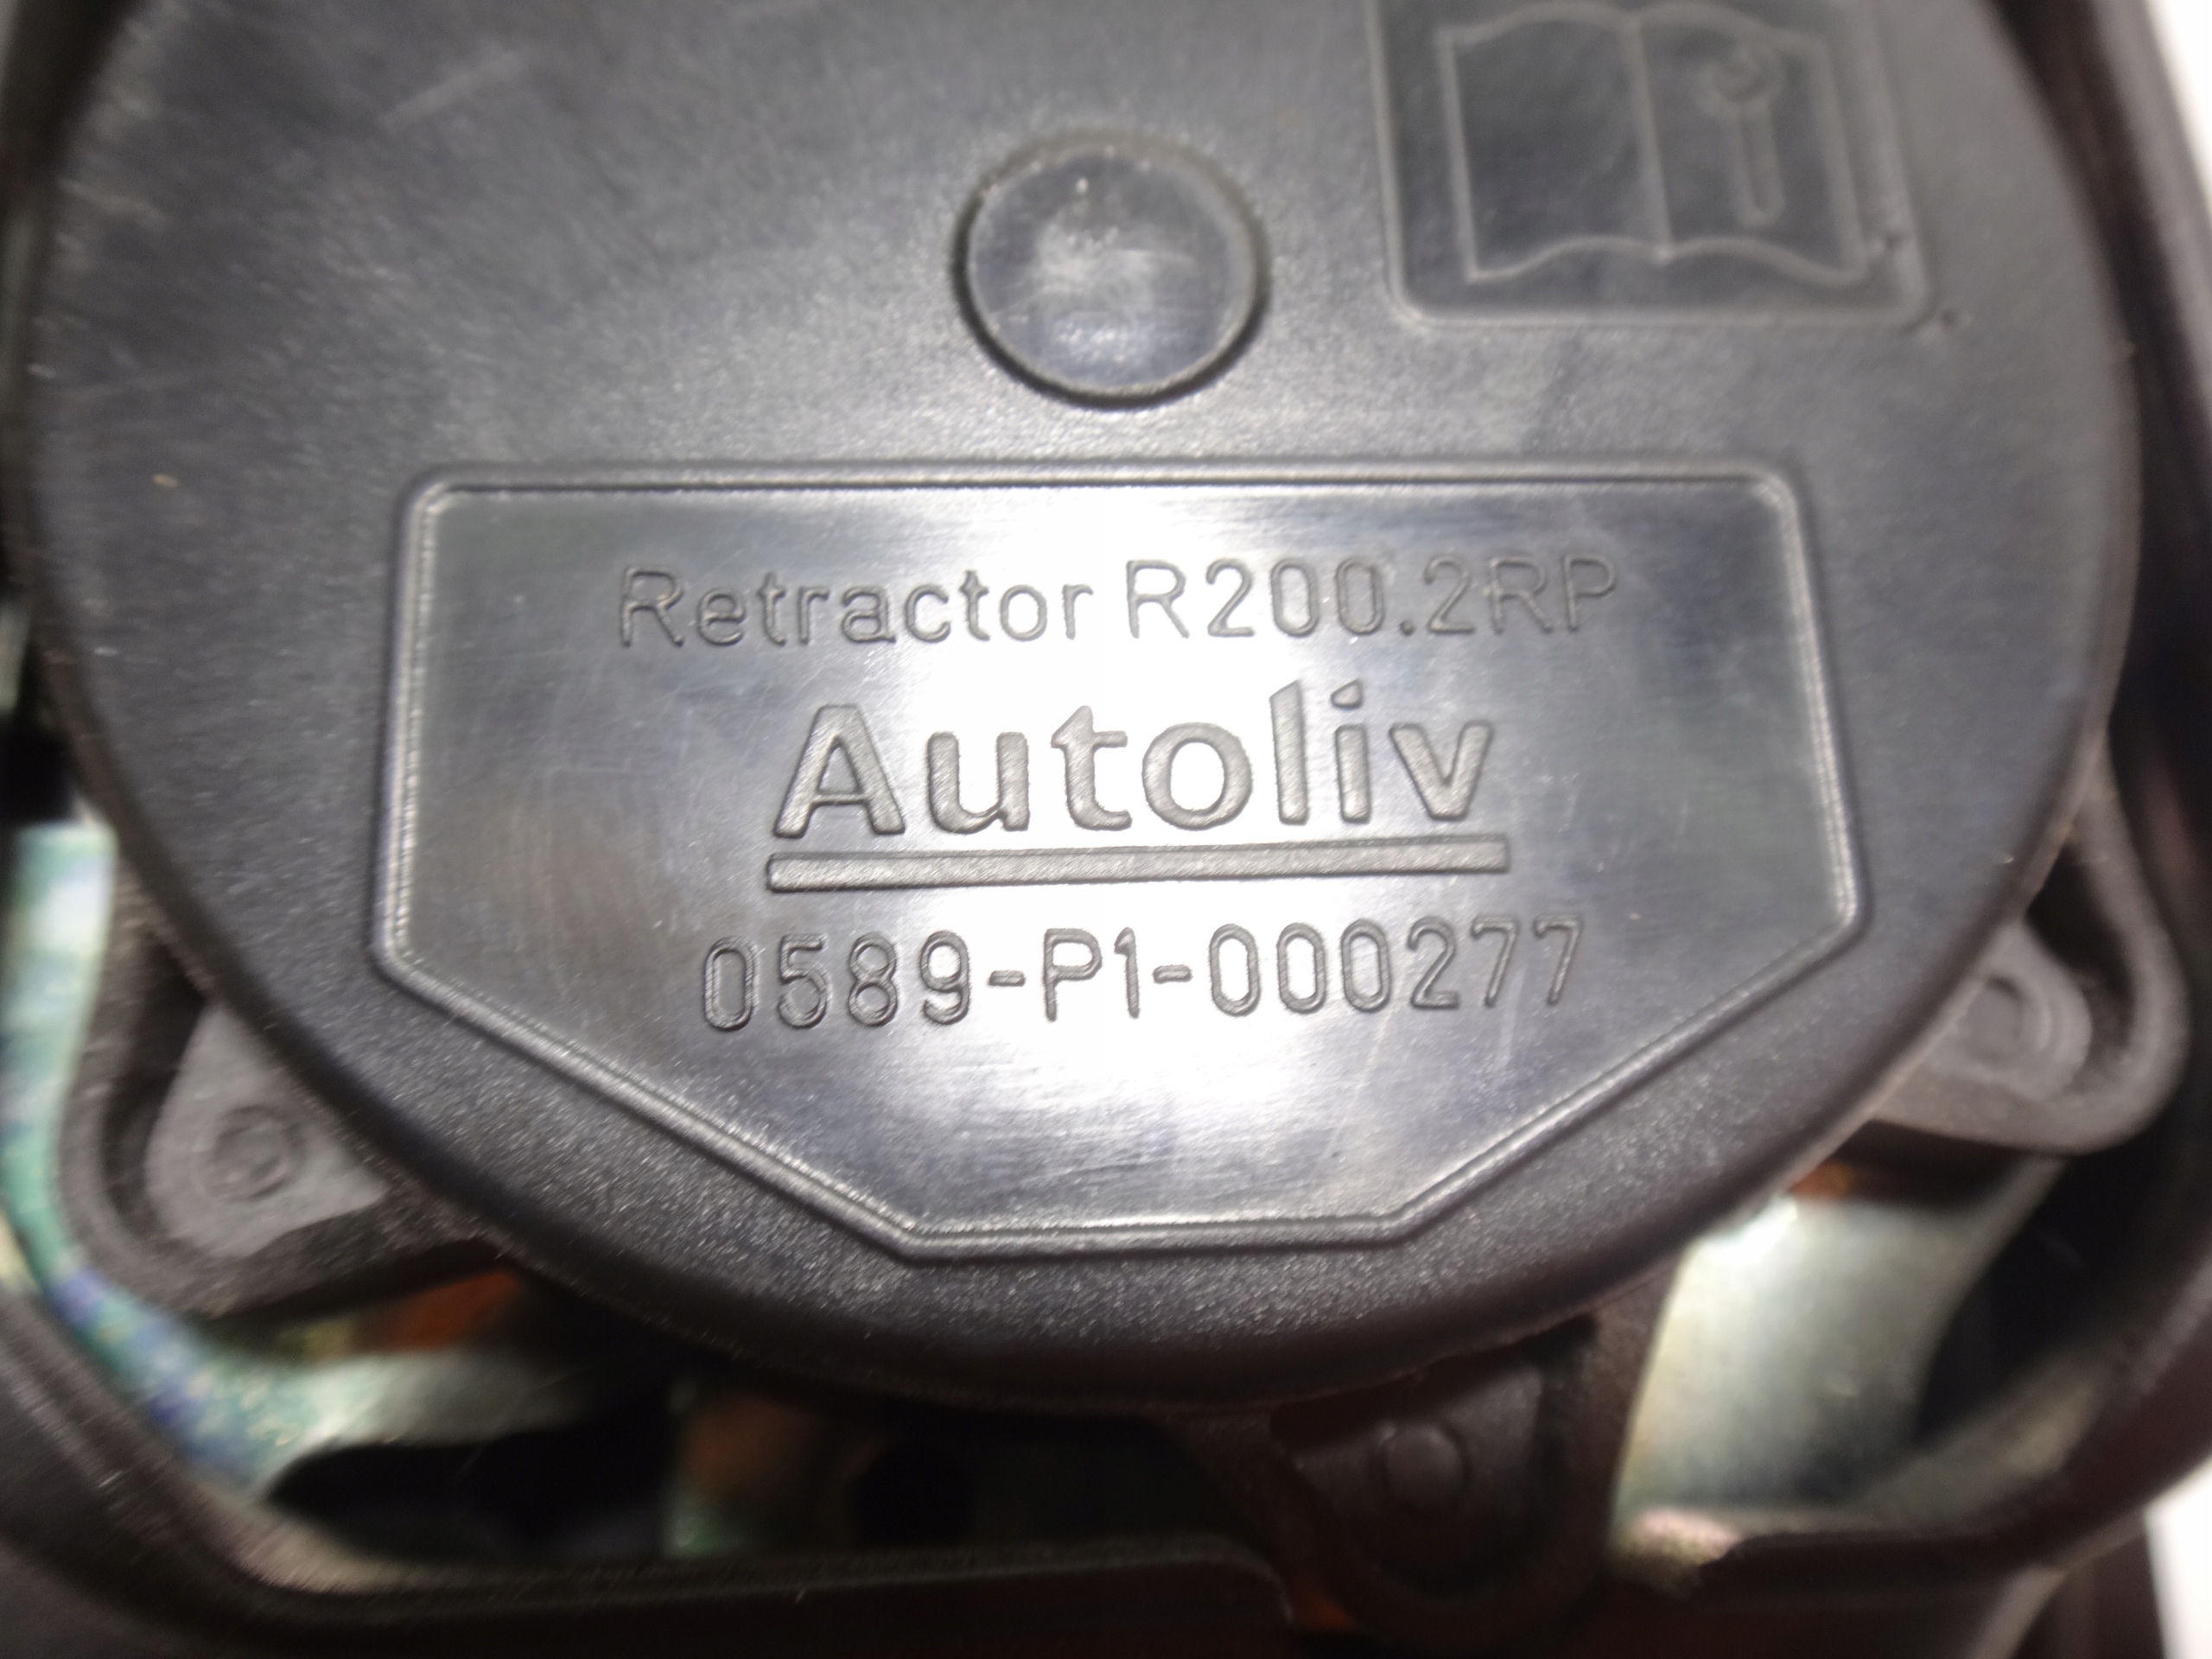 Retractor R200.2RP
Autoliv
0589-P1-000277